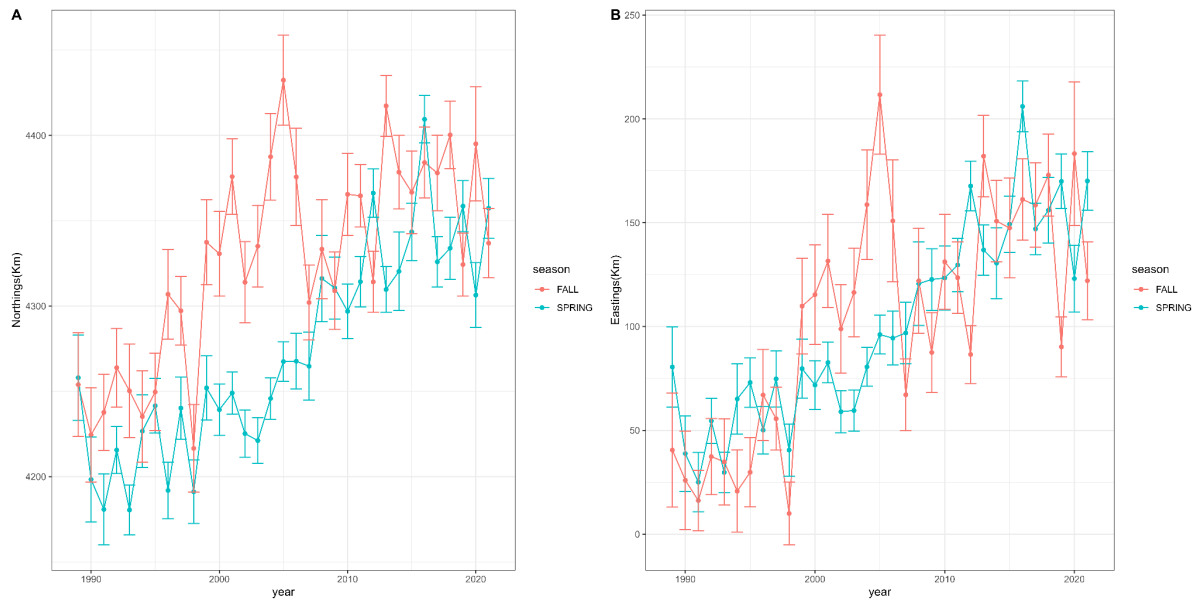 A
4400
4300
4200
Northings(Km)
1990 2000 2010 2020
year
season
FALL
SPRING
B
250
200
150
100
50
0
Eastings(Km)
1990 2000 2010 2020
year
season
FALL
SPRING